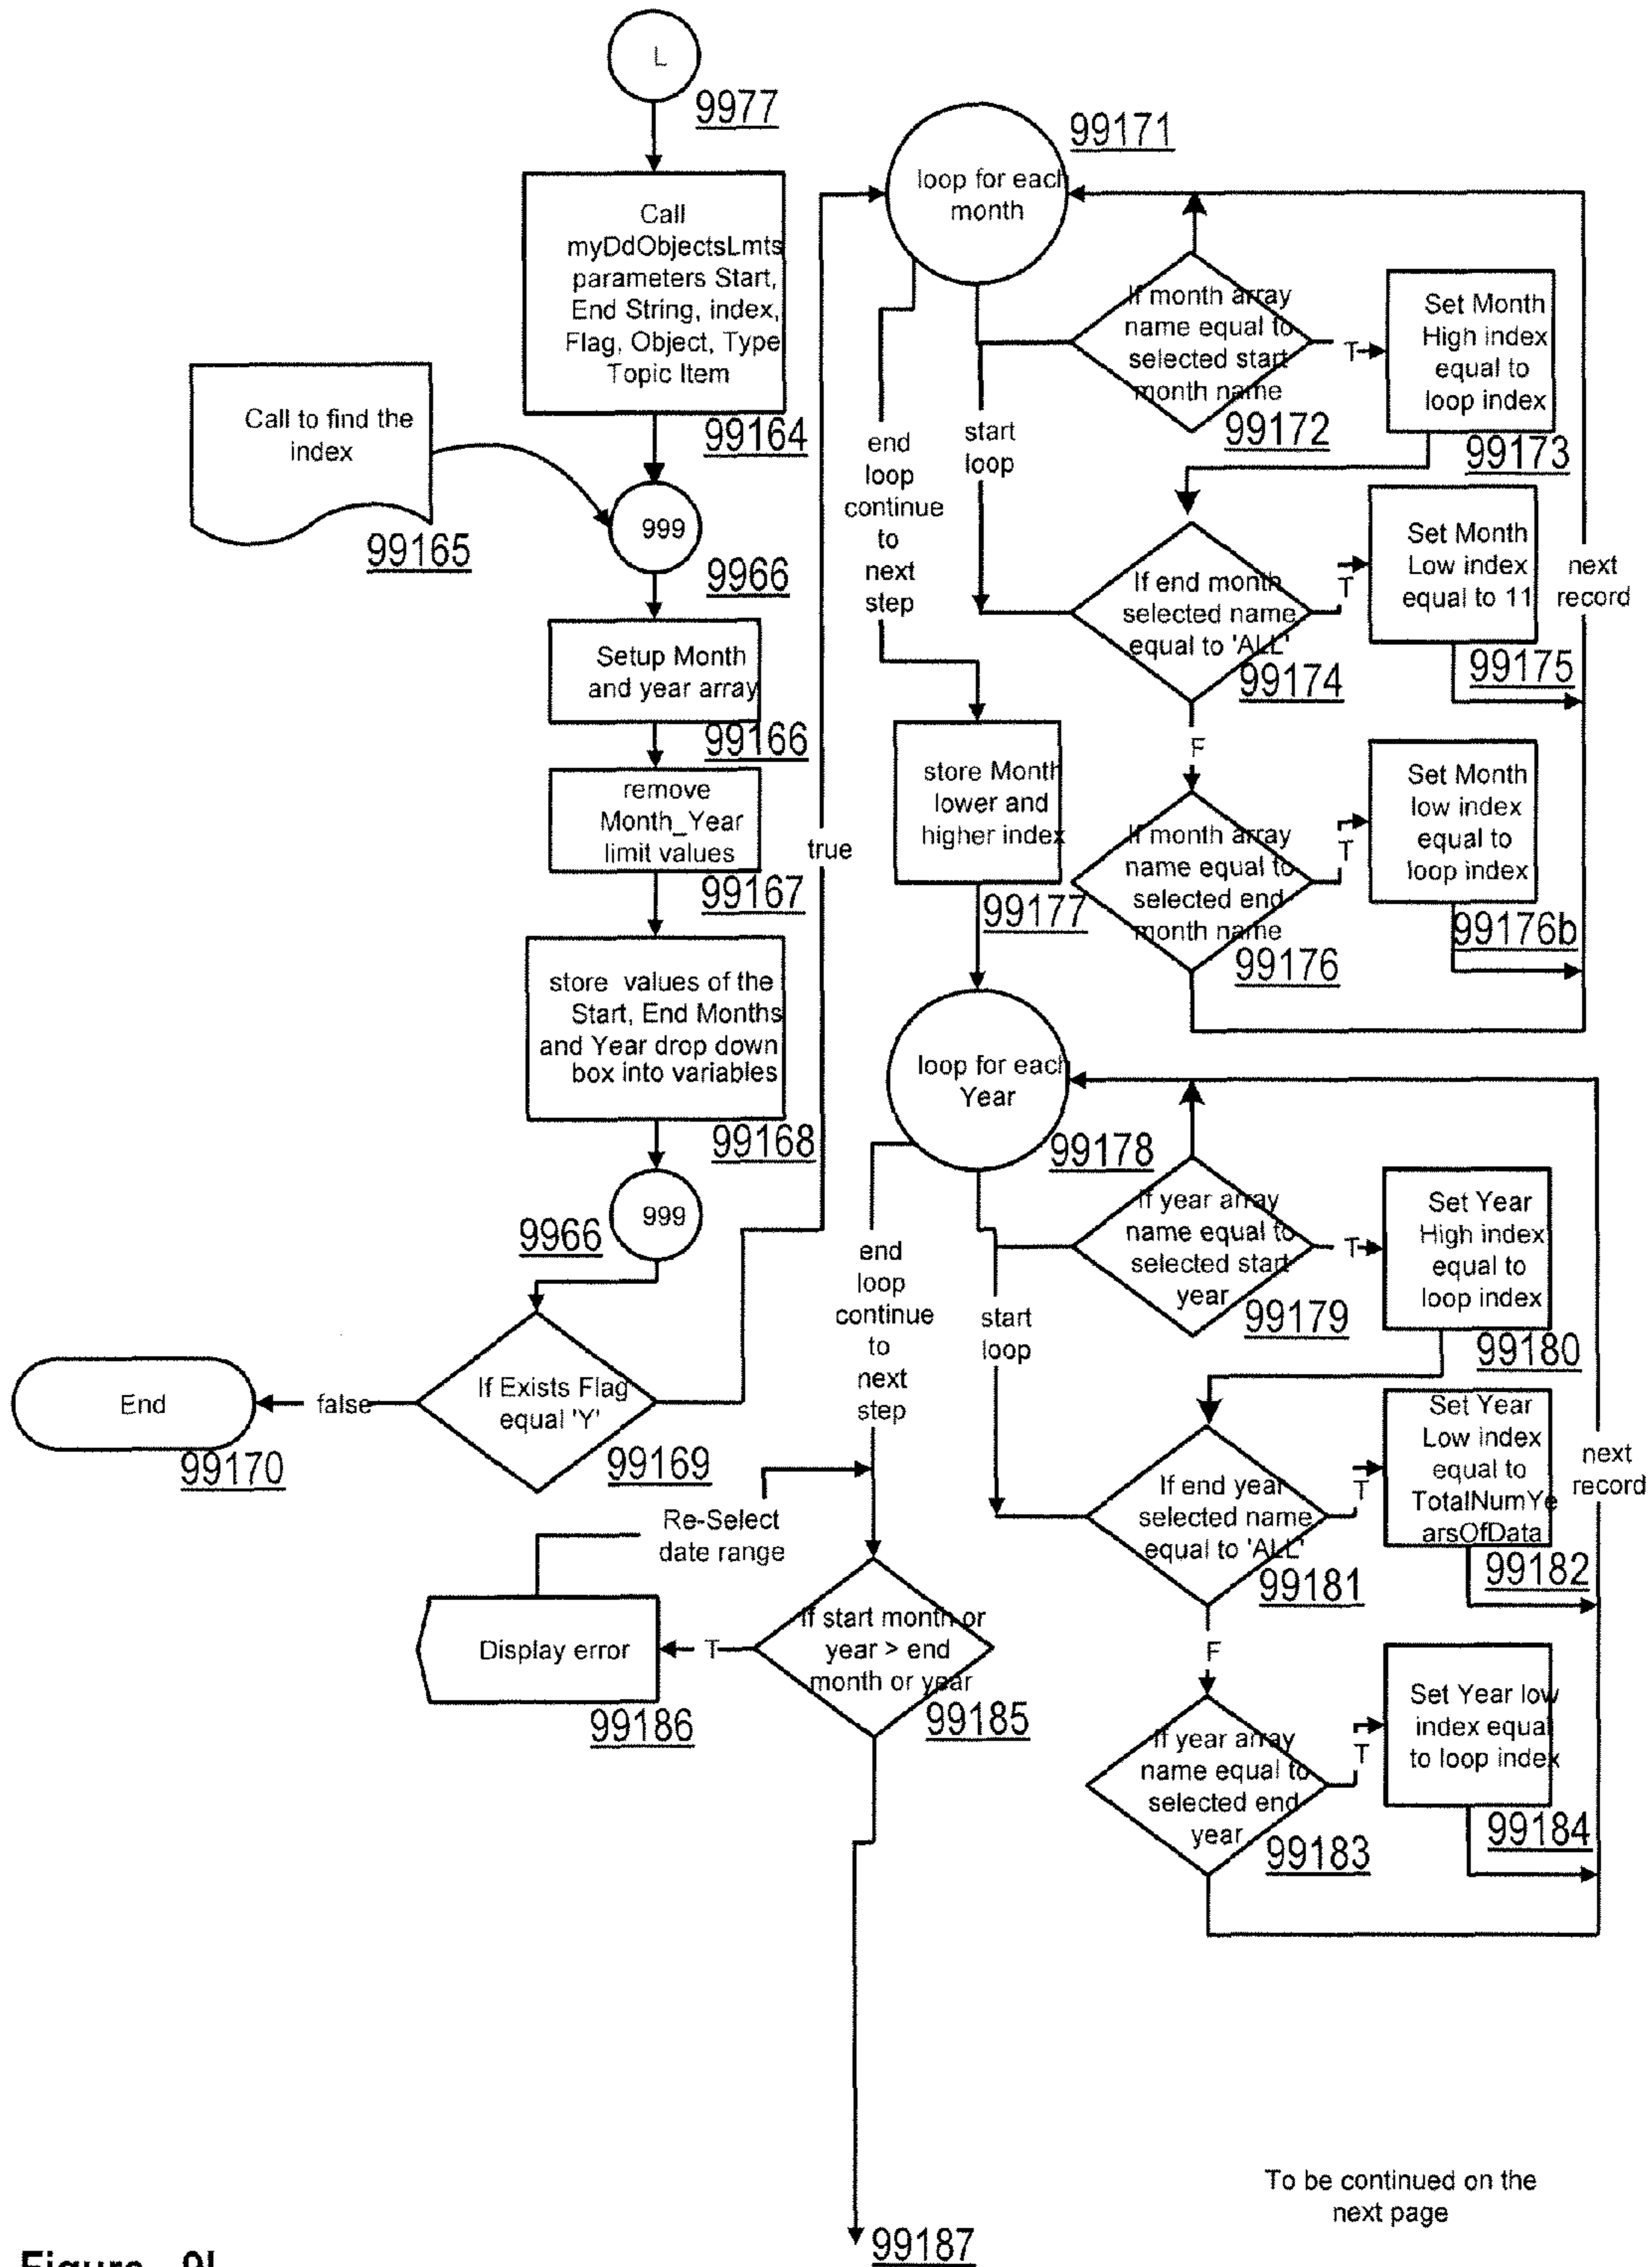 L
9977
Call
myDdObjectsLmts
parameters Start,
End String, index,
Flag, Object, Type
Topic Item
99164
Call to find the
index
99165
999
9966
Setup Month
and year array
99166
remove
Month_Year
limit values
99167
store values of the
Start, End Months
and Year drop down
box into variables
99168
999
9966
If Exists Flag
equal 'Y'
99169
false
End
99170
true
loop for each
month
99171
end
loop
continue
to
next
step
start
loop
If month array
name equal to
selected start
month name
99172
T
Set Month
High index
equal to
loop index
99173
If end month
selected name
equal to 'ALL'
99174
T
Set Month
Low index
equal to 11
99175
next
record
F
If month array
name equal to
selected end
month name
99176
T
Set Month
low index
equal to
loop index
99176b
store Month
lower and
higher index
99177
loop for each
Year
99178
end
loop
continue
to
next
step
start
loop
If year array
name equal to
selected start
year
99179
T
Set Year
High index
equal to
loop index
99180
If end year
selected name
equal to 'ALL'
99181
T
Set Year
Low index
equal to
TotalNumYe
arsOfData
99182
next
record
F
If year array
name equal to
selected end
year
99183
T
Set Year low
index equal
to loop index
99184
Re-Select
date range
If start month or
year > end
month or year
99185
T
Display error
99186
99187
To be continued on the
next page
Figure